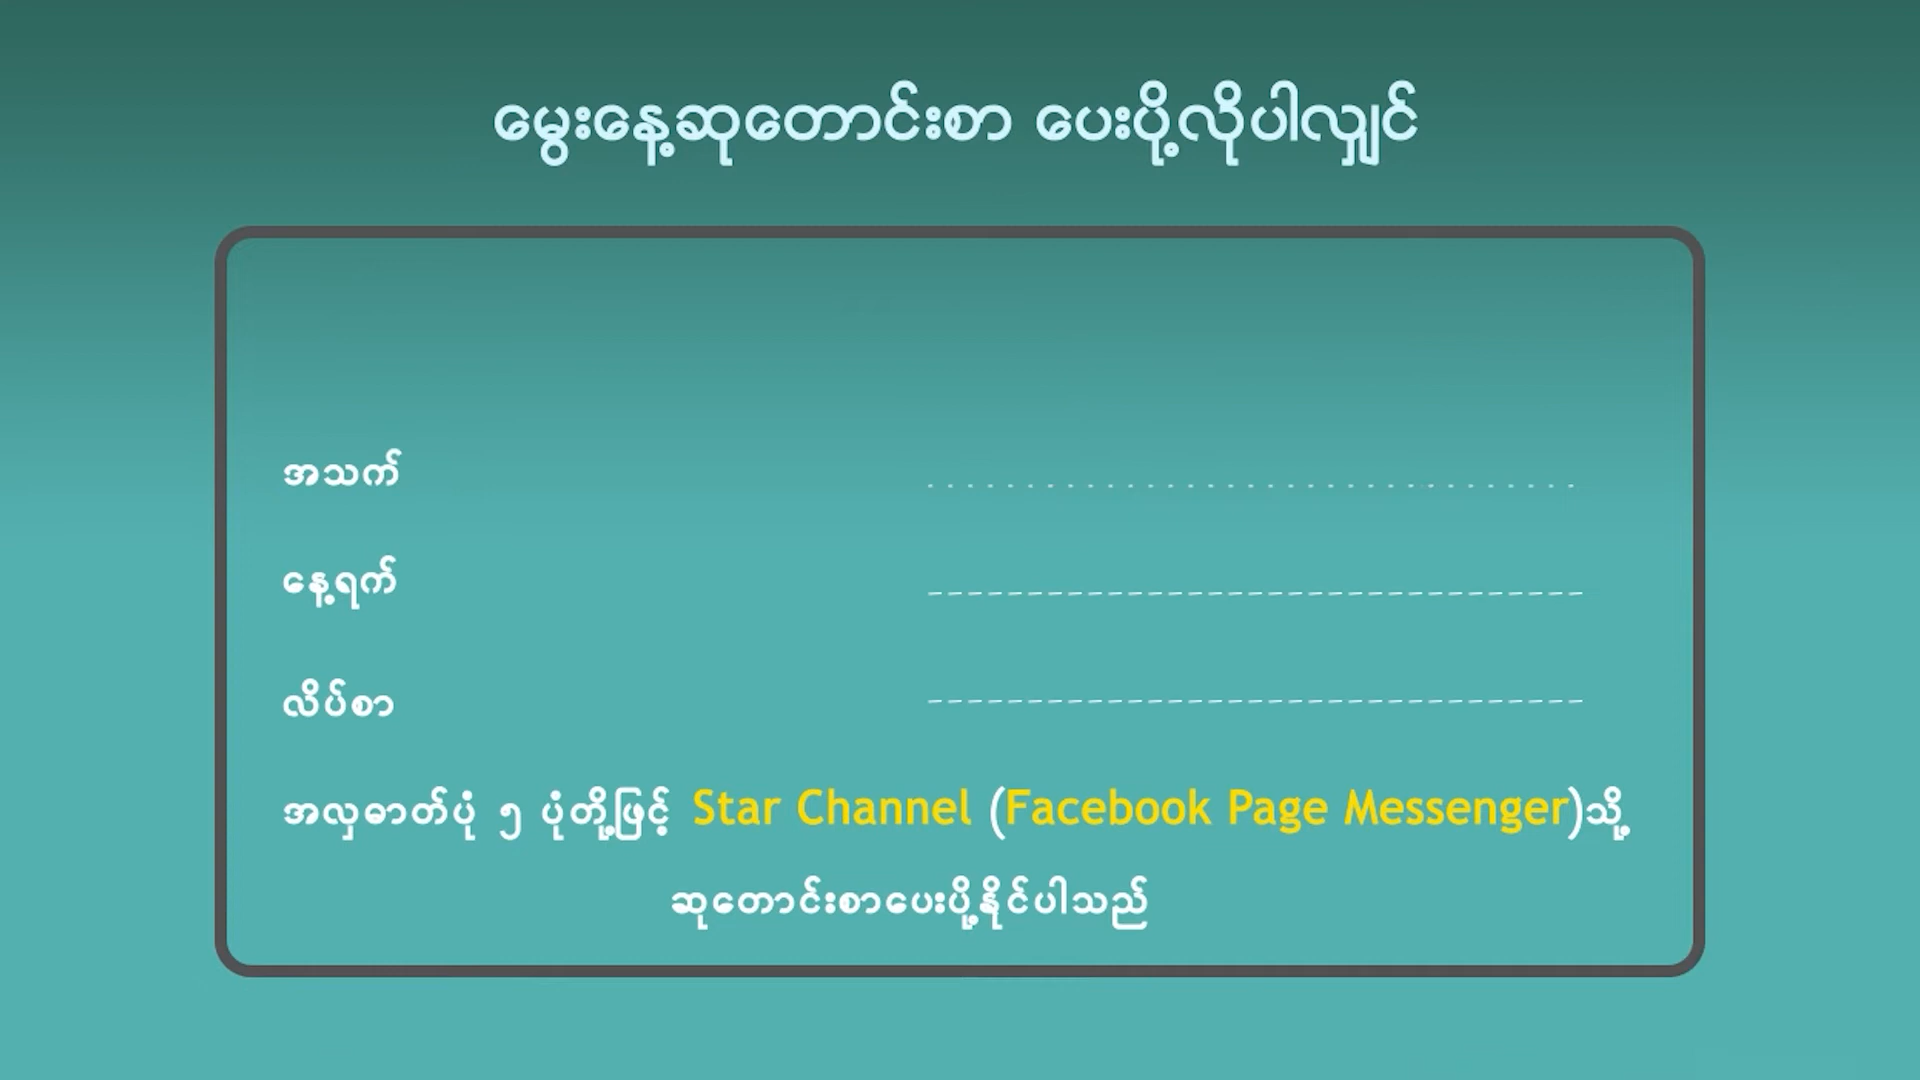 မွေးနေ့ဆုတောင်းစာ ပေးပို့လိုပါလျှင်
အသက် . . . . . . . . . . . . . . . . . . . . . . . . . . . . . . . . .
နေ့ရက် _ _ _ _ _ _ _ _ _ _ _ _ _ _ _ _ _ _ _ _ _ _ _ _ _ _ _ _ _ _ _ _ _
လိပ်စာ _ _ _ _ _ _ _ _ _ _ _ _ _ _ _ _ _ _ _ _ _ _ _ _ _ _ _ _ _ _ _ _ _
အလှဓာတ်ပုံ ၅ ပုံတို့ဖြင့် Star Channel (Facebook Page Messenger)သို့
ဆုတောင်းစာပေးပို့နိုင်ပါသည်